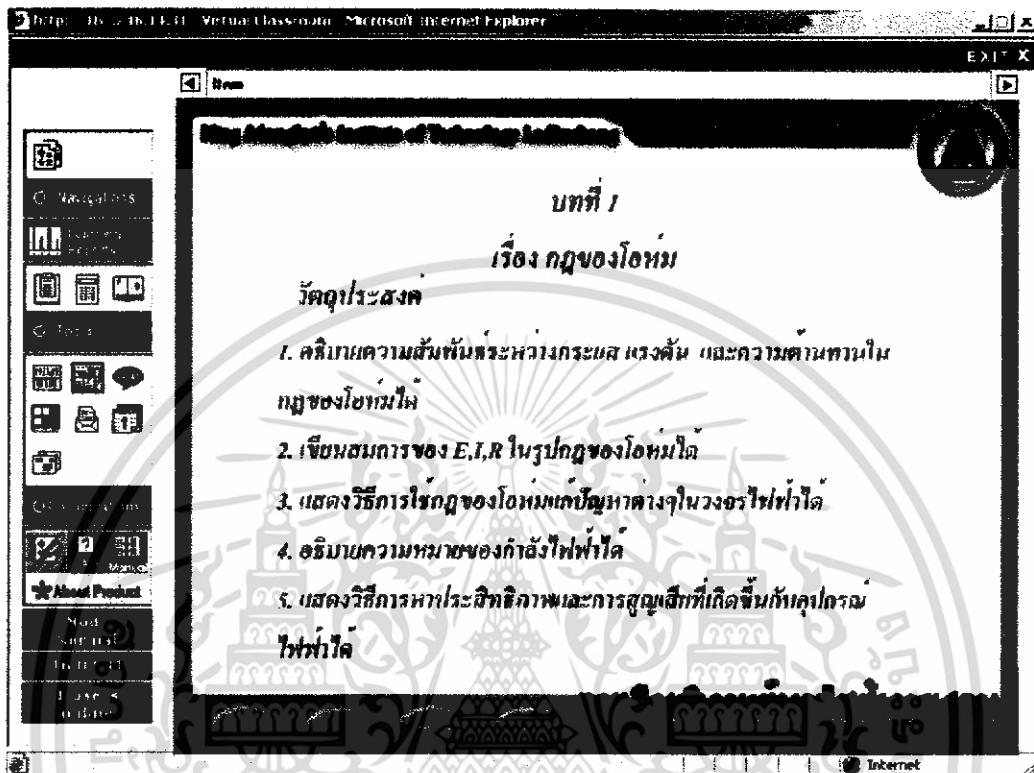 Virtual Classroom - Microsoft Internet Explorer
EXIT X
Item
King Mongkut's Institute of Technology Ladkrabang
บทที่ 1
เรื่อง กฎของโอห์ม
วัตถุประสงค์
1. อธิบายความสัมพันธ์ระหว่างกระแส แรงดัน และความต้านทานใน
กฎของโอห์มได้
2. เขียนสมการของ E,I,R ในรูปกฎของโอห์มได้
3. แสดงวิธีการใช้กฎของโอห์มแก้ปัญหาต่างๆในวงจรไฟฟ้าได้
4. อธิบายความหมายของกำลังไฟฟ้าได้
5. แสดงวิธีการหาประสิทธิภาพและการสูญเสียที่เกิดขึ้นกับอุปกรณ์
ไฟฟ้าได้
Navigations
Tools
Manual
About Product
Internet